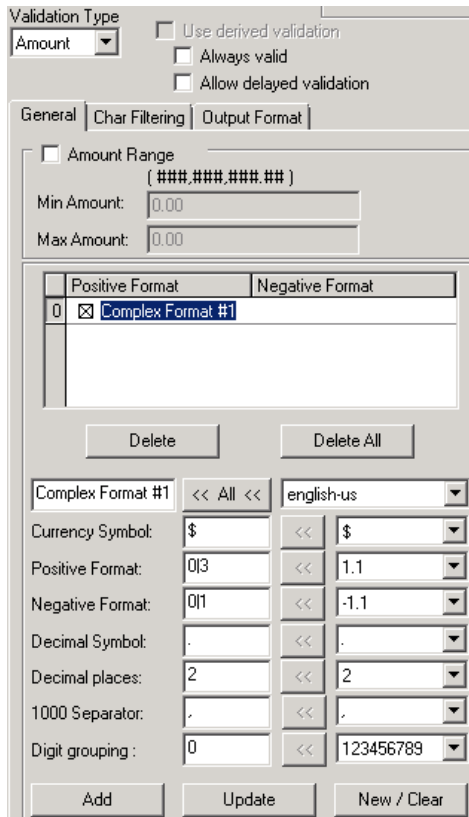 Validation Type
Amount
Use derived validation
Always valid
Allow delayed validation
General Char Filtering Output Format
Amount Range
( ###,###,###.## )
Min Amount: 0.00
Max Amount: 0.00
Positive Format Negative Format
0 Complex Format #1
Delete Delete All
Complex Format #1 << All << english-us
Currency Symbol: $ << $
Positive Format: 0|3 << 1.1
Negative Format: 0|1 << -1.1
Decimal Symbol: . << .
Decimal places: 2 << 2
1000 Separator: , << ,
Digit grouping : 0 << 123456789
Add Update New / Clear